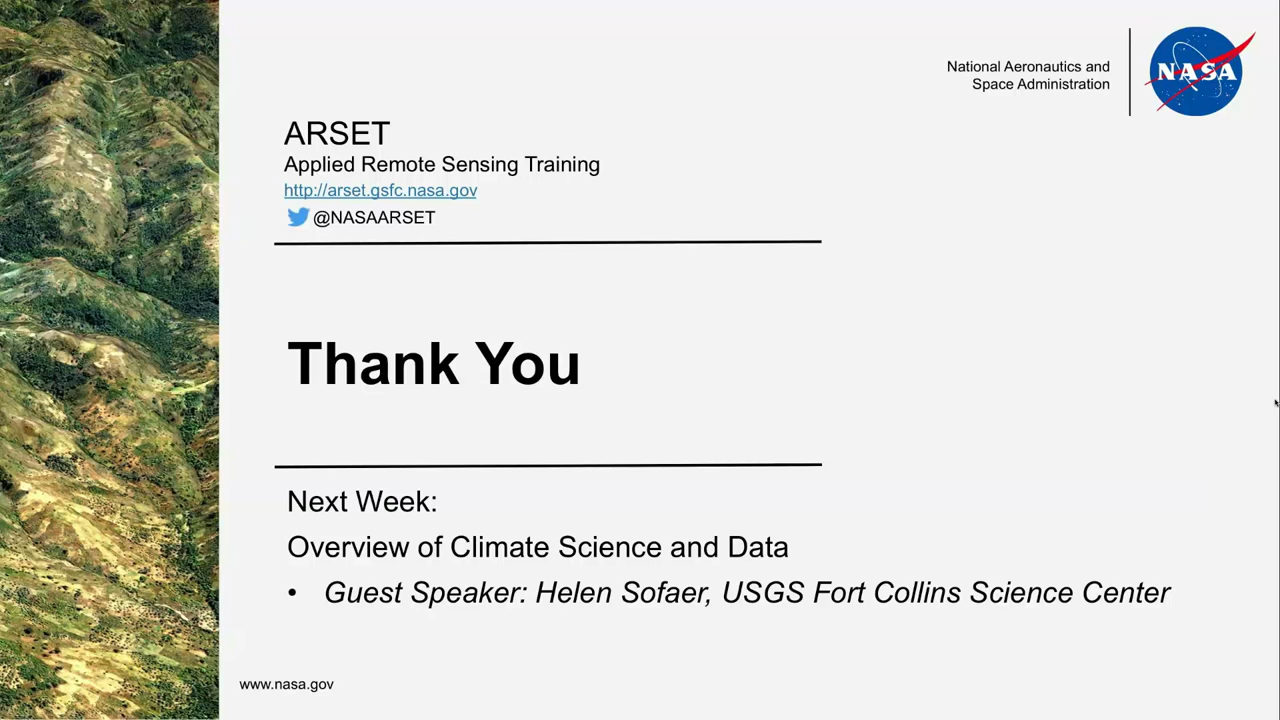 National Aeronautics and
Space Administration
NASA
ARSET
Applied Remote Sensing Training
http://arset.gsfc.nasa.gov
@NASAARSET
Thank You
Next Week:
Overview of Climate Science and Data
• Guest Speaker: Helen Sofaer, USGS Fort Collins Science Center
www.nasa.gov